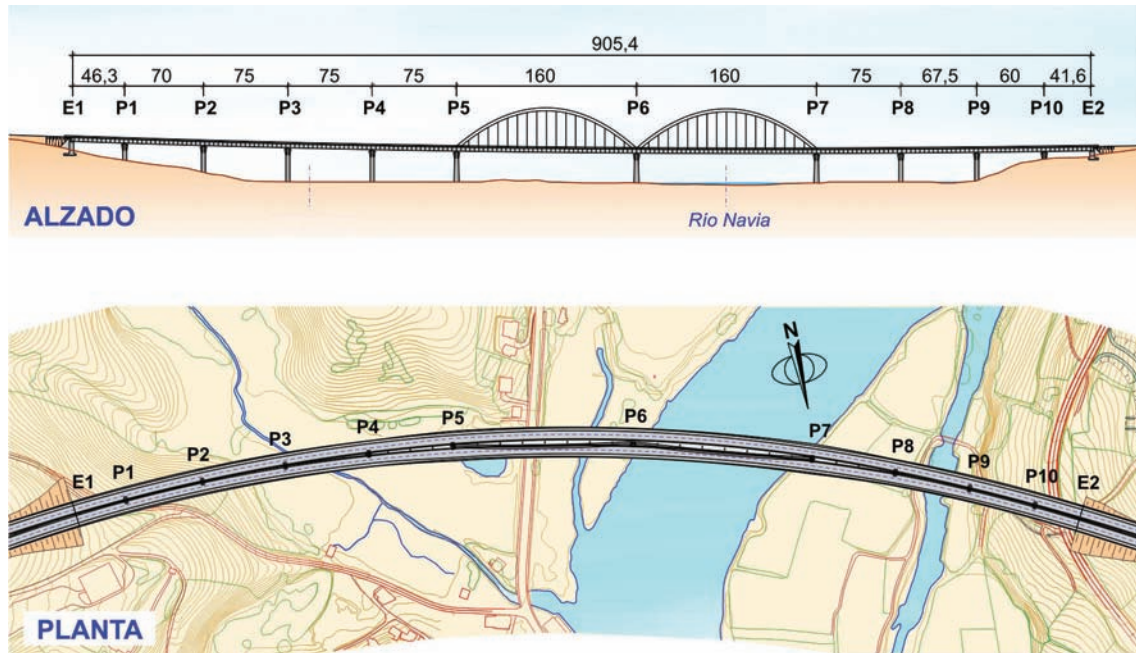 905,4
46,3 70 75 75 75 160 160 75 67,5 60 41,6
E1 P1 P2 P3 P4 P5 P6 P7 P8 P9 P10 E2
ALZADO
Río Navia
N
P5 P6
P4 P7
P3 P8
P2 P9
P1 P10
E1 E2
PLANTA